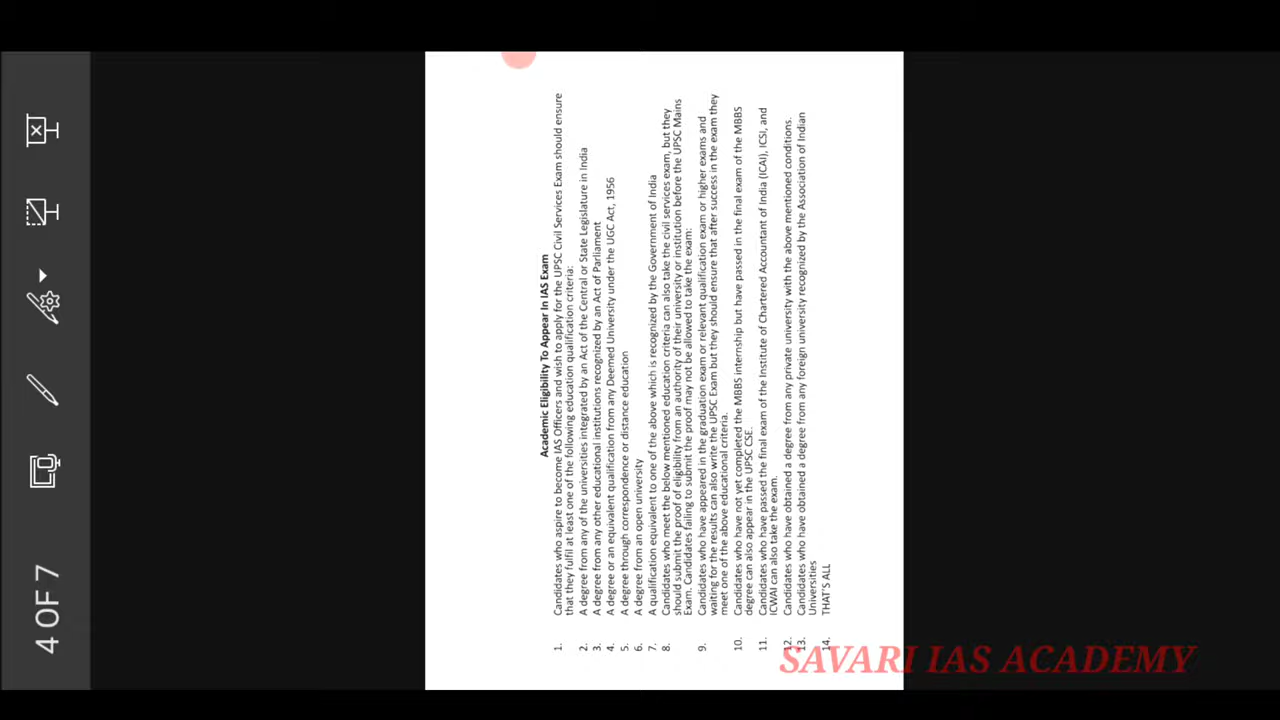 4 OF 7
Academic Eligibility To Appear In IAS Exam
1. Candidates who aspire to become IAS Officers and wish to apply for the UPSC Civil Services Exam should ensure
that they fulfil at least one of the following education qualification criteria:
2. A degree from any of the universities integrated by an Act of the Central or State Legislature in India
3. A degree from any other educational institutions recognized by an Act of Parliament
4. A degree or an equivalent qualification from any Deemed University under the UGC Act, 1956
5. A degree through correspondence or distance education
6. A degree from an open university
7. A qualification equivalent to one of the above which is recognized by the Government of India
8. Candidates who meet the below mentioned education criteria can also take the civil services exam, but they
should submit the proof of eligibility from an authority of their university or institution before the UPSC Mains
Exam. Candidates failing to submit the proof may not be allowed to take the exam:
9. Candidates who have appeared in the graduation exam or relevant qualification exam or higher exams and
waiting for the results can also write the UPSC Exam but they should ensure that after success in the exam they
meet one of the above educational criteria.
10. Candidates who have not yet completed the MBBS internship but have passed in the final exam of the MBBS
degree can also appear in the UPSC CSE.
11. Candidates who have passed the final exam of the Institute of Chartered Accountant of India (ICAI), ICSI, and
ICWAI can also take the exam.
12. Candidates who have obtained a degree from any private university with the above mentioned conditions.
13. Candidates who have obtained a degree from any foreign university recognized by the Association of Indian
Universities
14. THAT'S ALL
SAVARI IAS ACADEMY